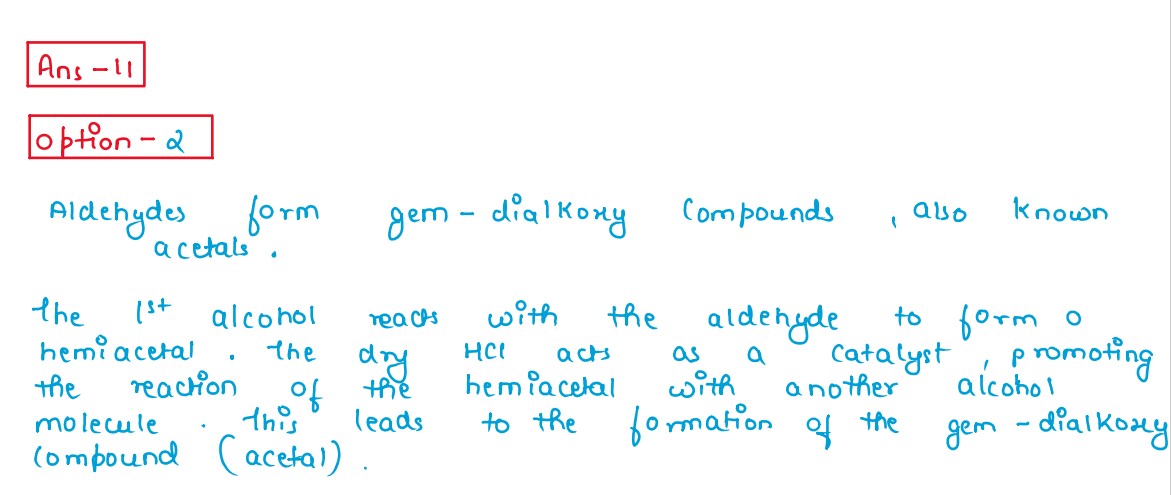 Ans - 11
option - 2
Aldehydes form gem - dialkoxy Compounds , also known
acetals .
The 1st alcohol reacts with the aldehyde to form o
hemiacetal . The dry HCl acts as a catalyst , promoting
the reaction of the hemiacetal with another alcohol
molecule . This leads to the formation of the gem - dialkoxy
Compound (acetal) .